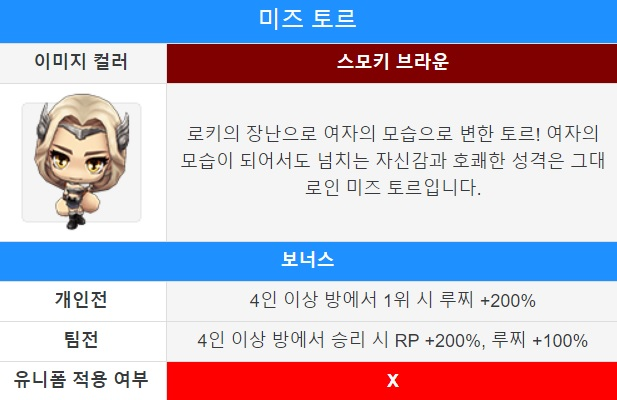 미즈 토르
이미지 컬러
스모키 브라운
로키의 장난으로 여자의 모습으로 변한 토르! 여자의
모습이 되어서도 넘치는 자신감과 호쾌한 성격은 그대
로인 미즈 토르입니다.
보너스
개인전
4인 이상 방에서 1위 시 루찌 +200%
팀전
4인 이상 방에서 승리 시 RP +200%, 루찌 +100%
유니폼 적용 여부
X